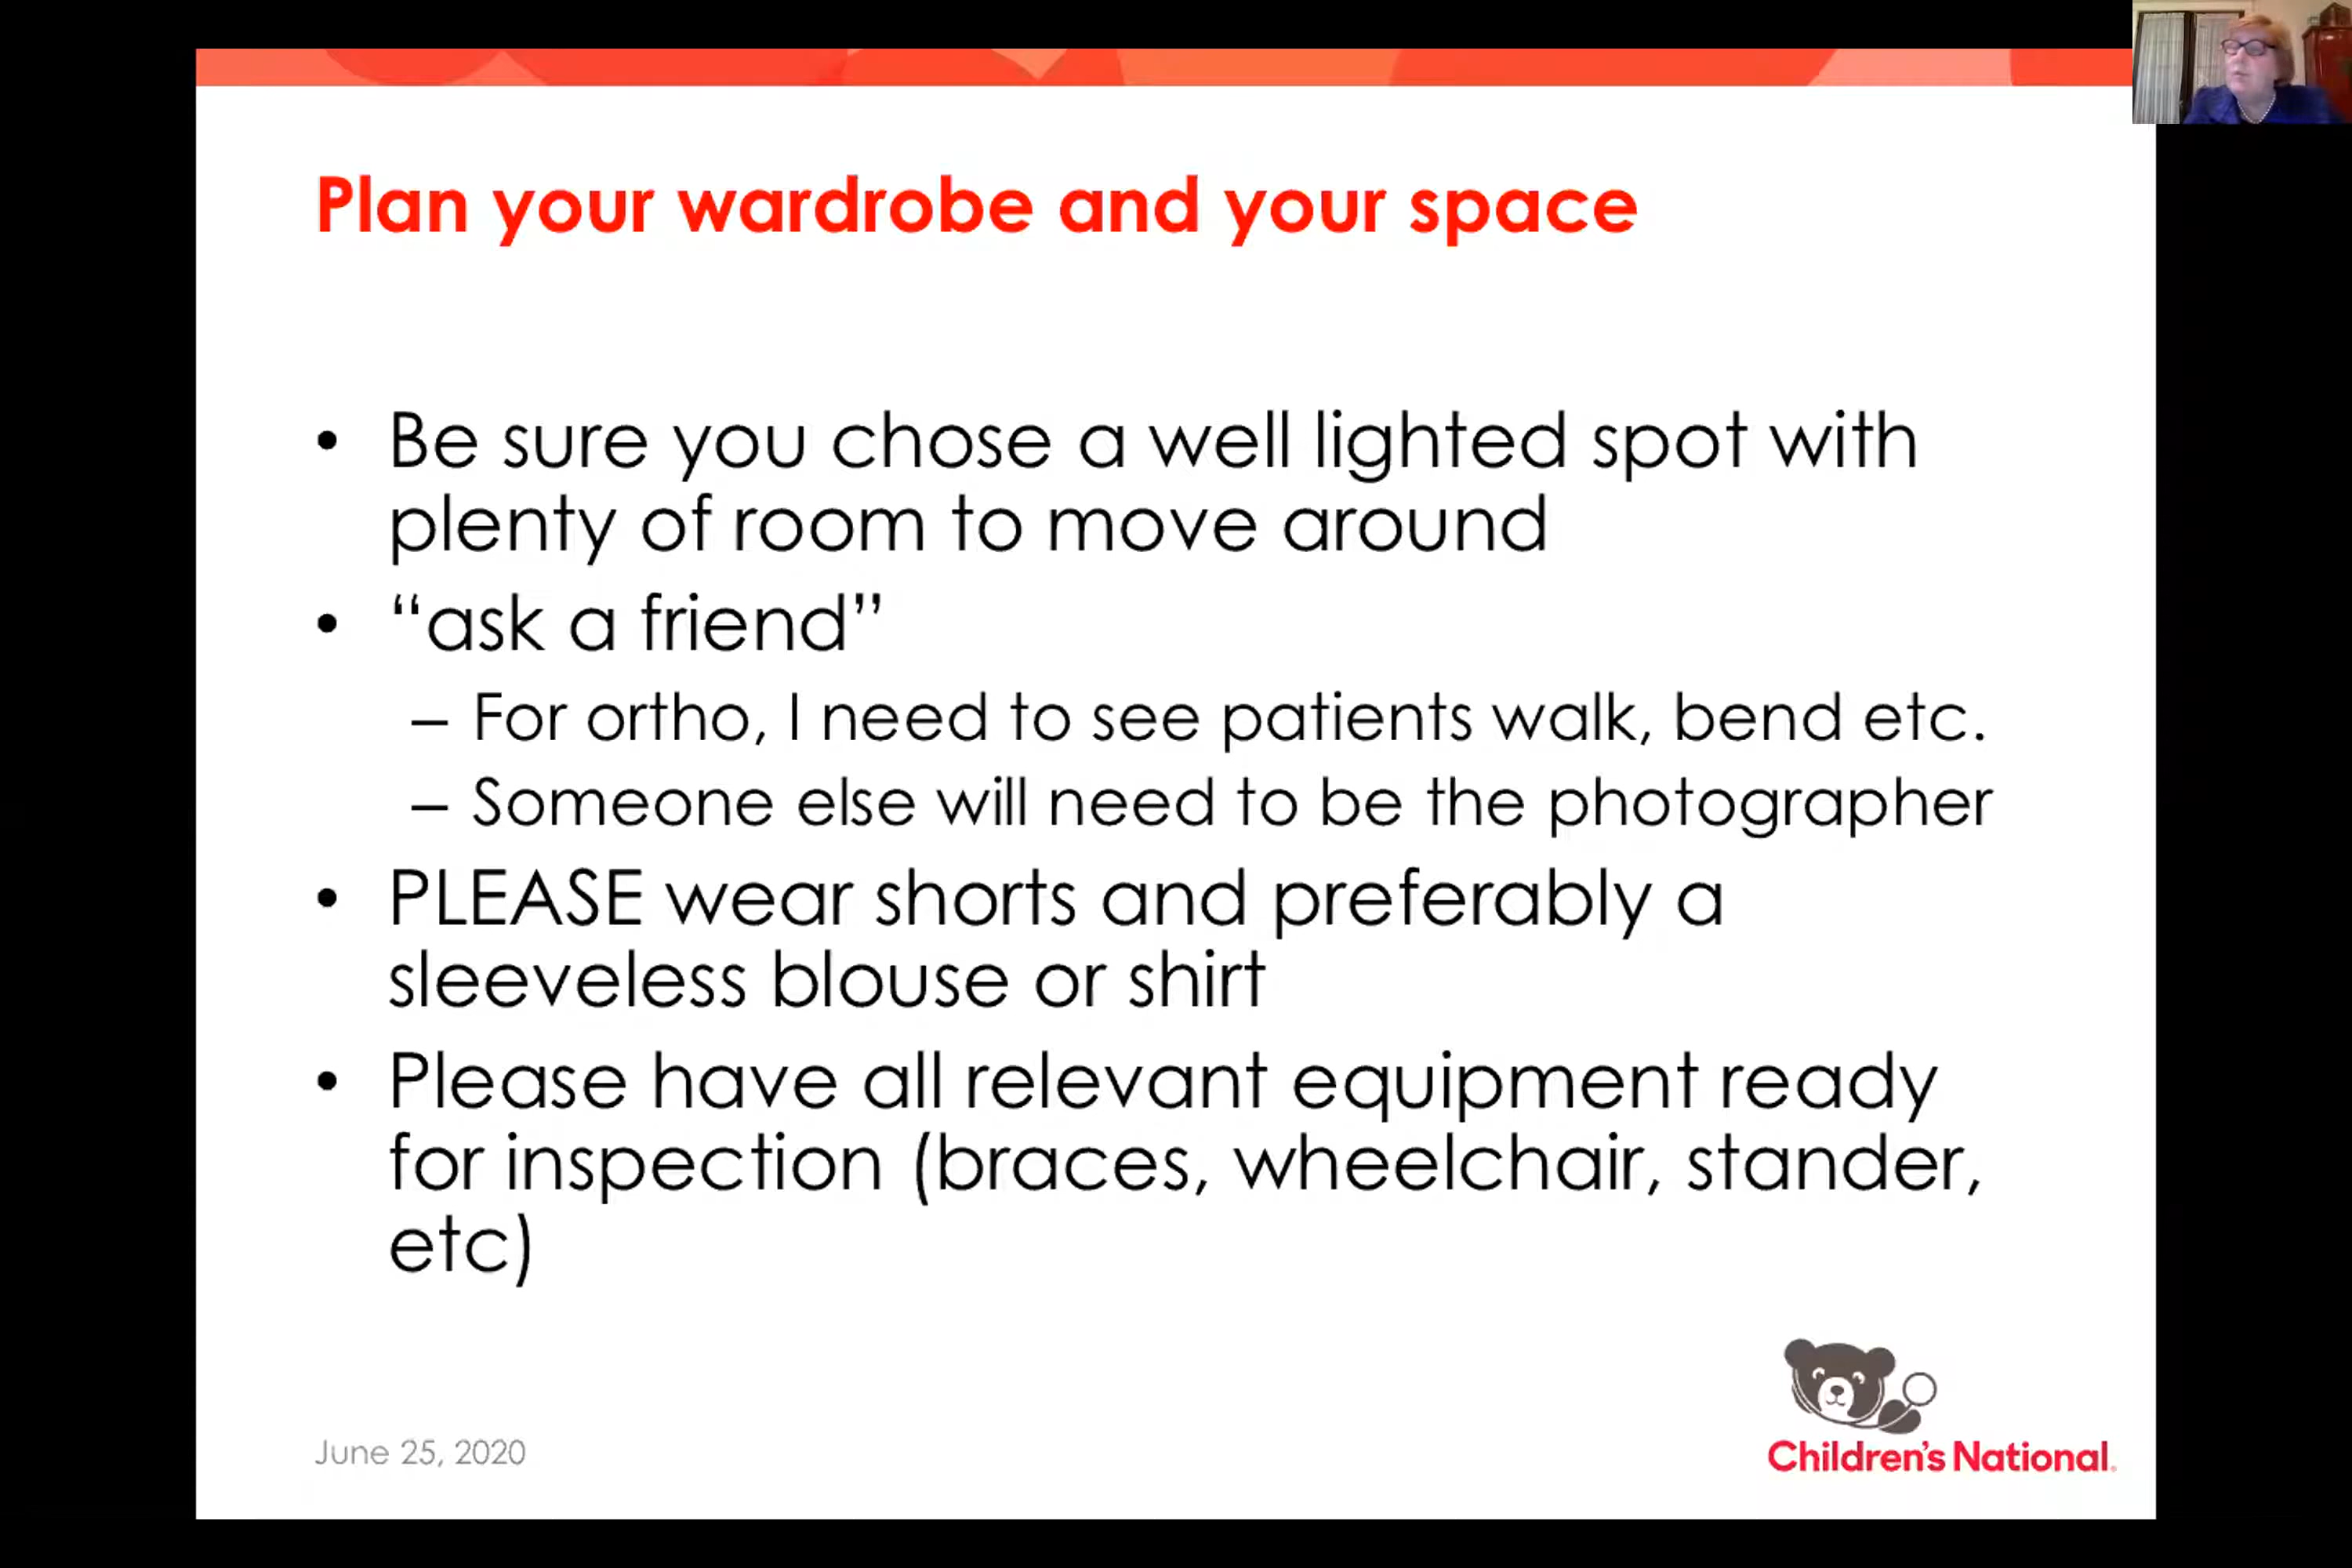 Plan your wardrobe and your space
• Be sure you chose a well lighted spot with
plenty of room to move around
• “ask a friend”
– For ortho, I need to see patients walk, bend etc.
– Someone else will need to be the photographer
• PLEASE wear shorts and preferably a
sleeveless blouse or shirt
• Please have all relevant equipment ready
for inspection (braces, wheelchair, stander,
etc)
June 25, 2020
Children’s National.